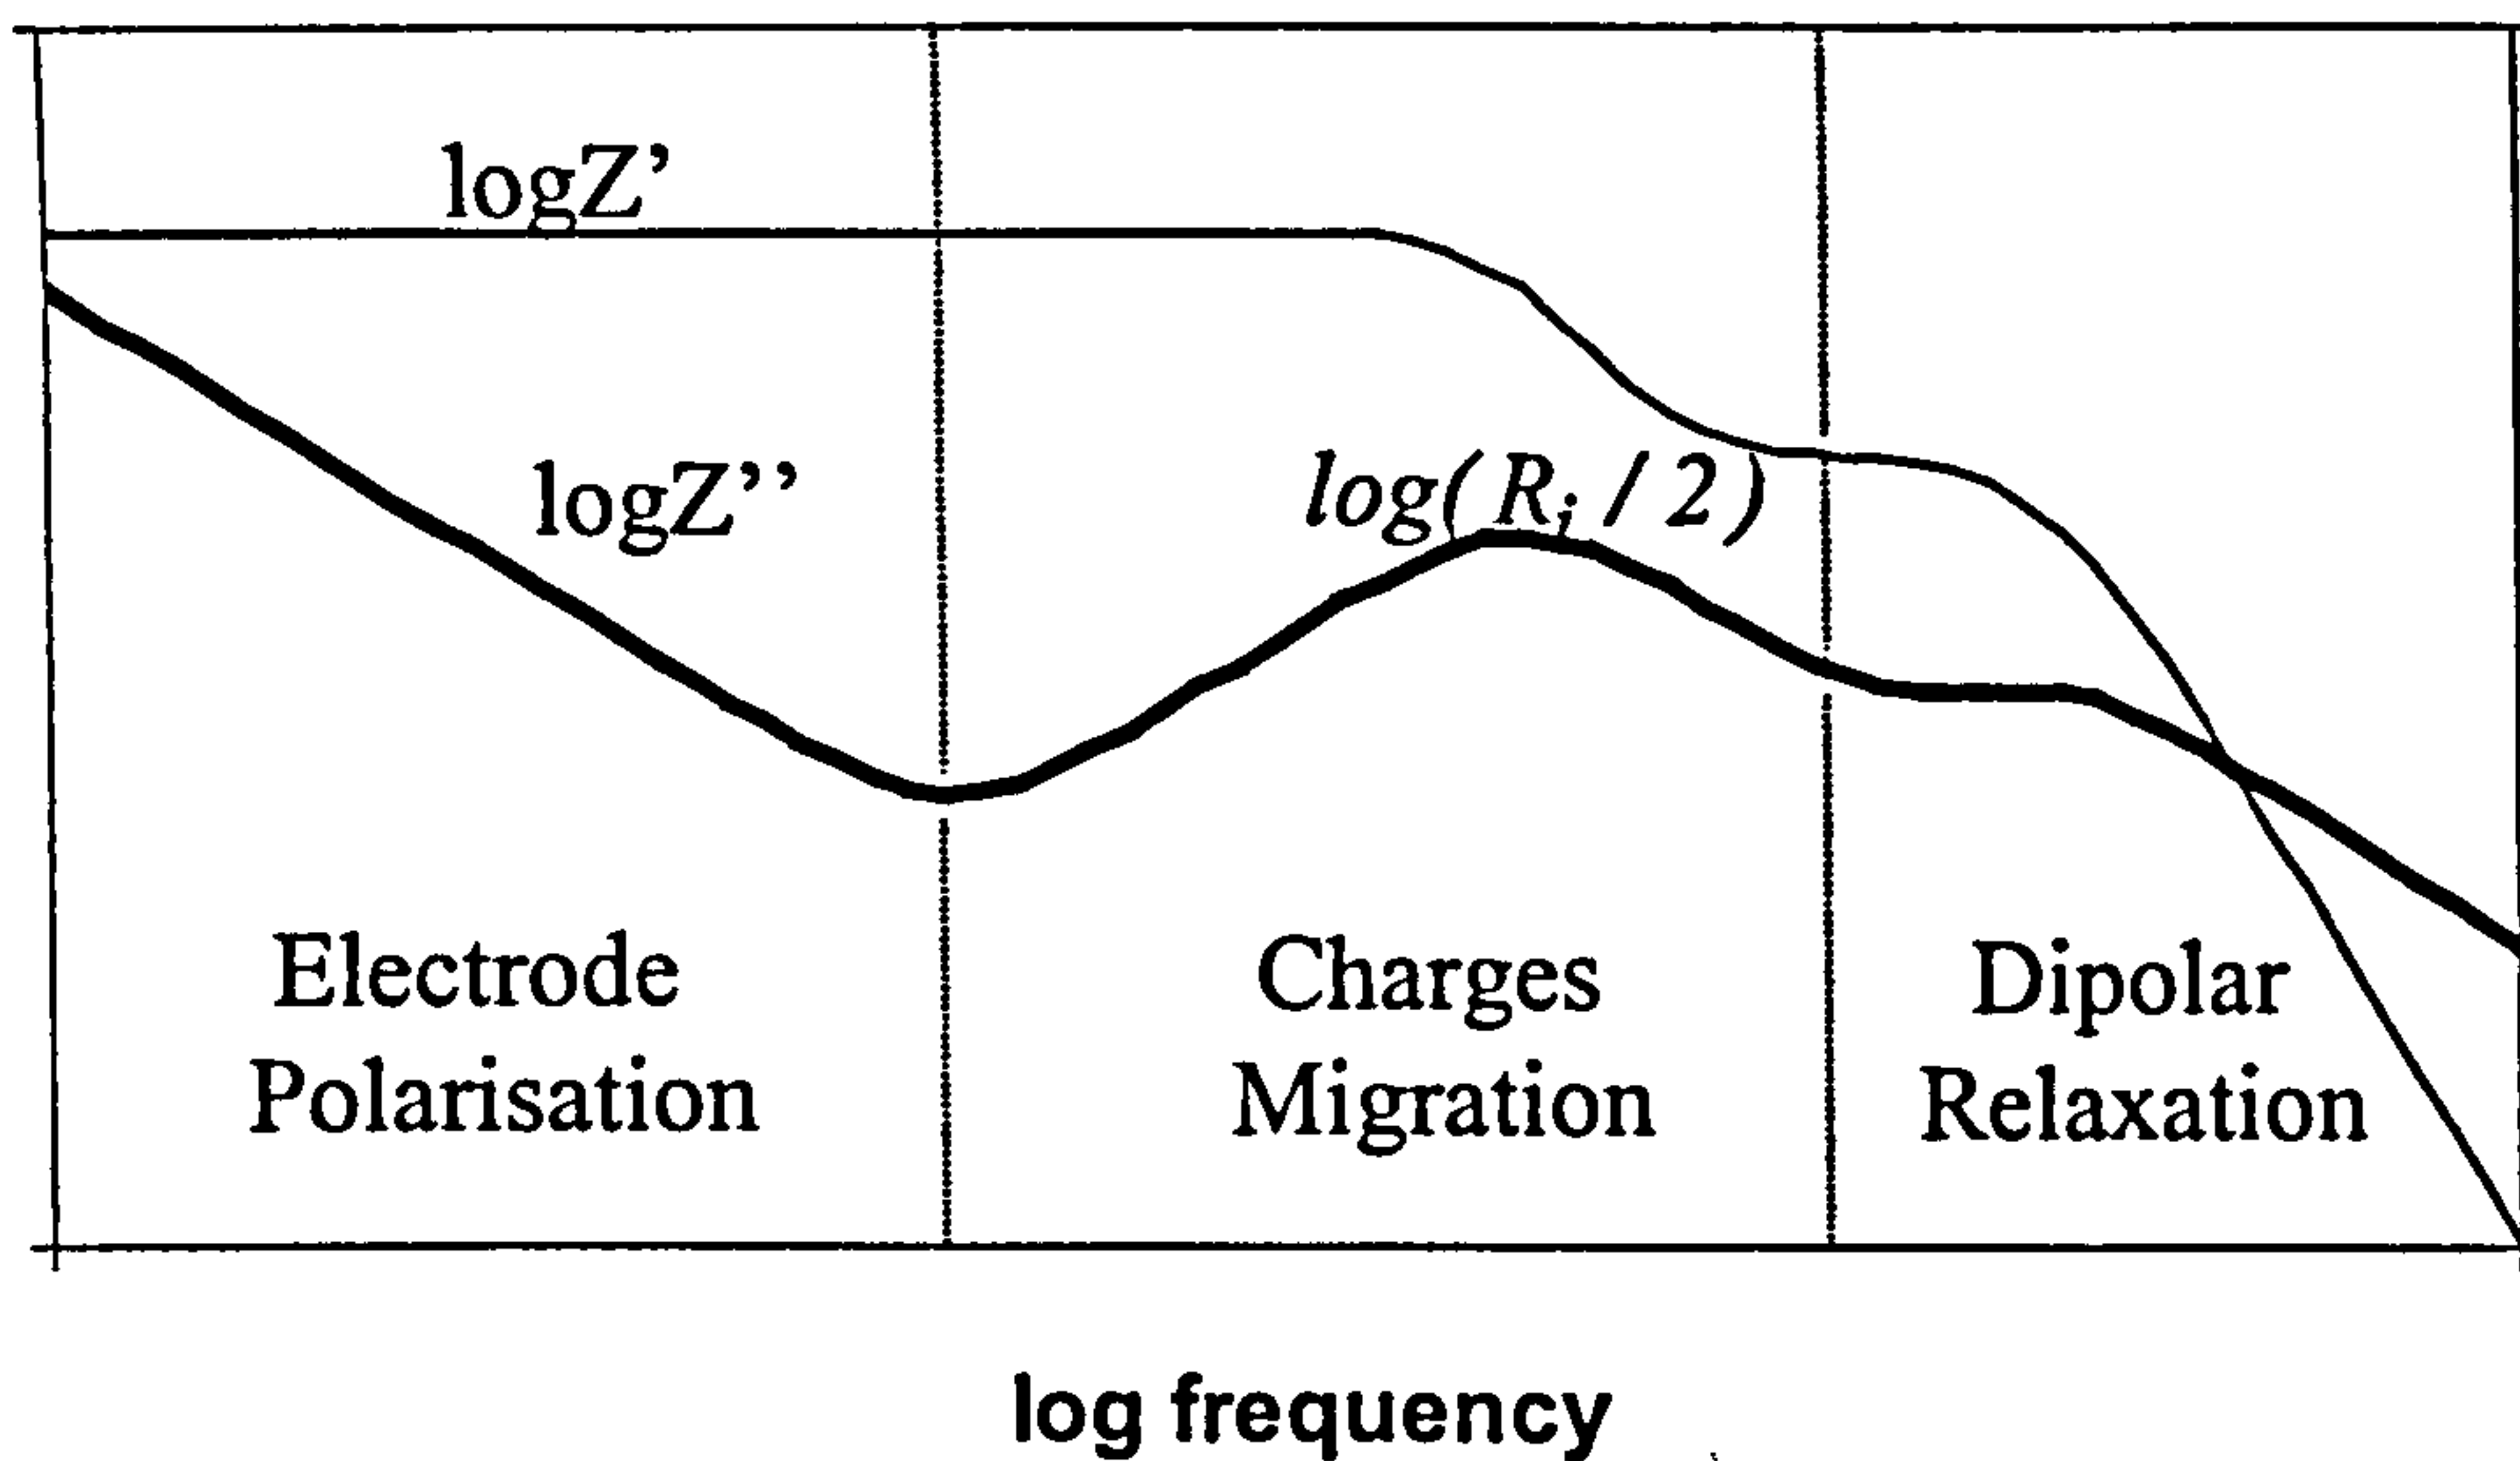 logZ'
logZ''
log( Ri / 2 )
Electrode
Polarisation
Charges
Migration
Dipolar
Relaxation
log frequency